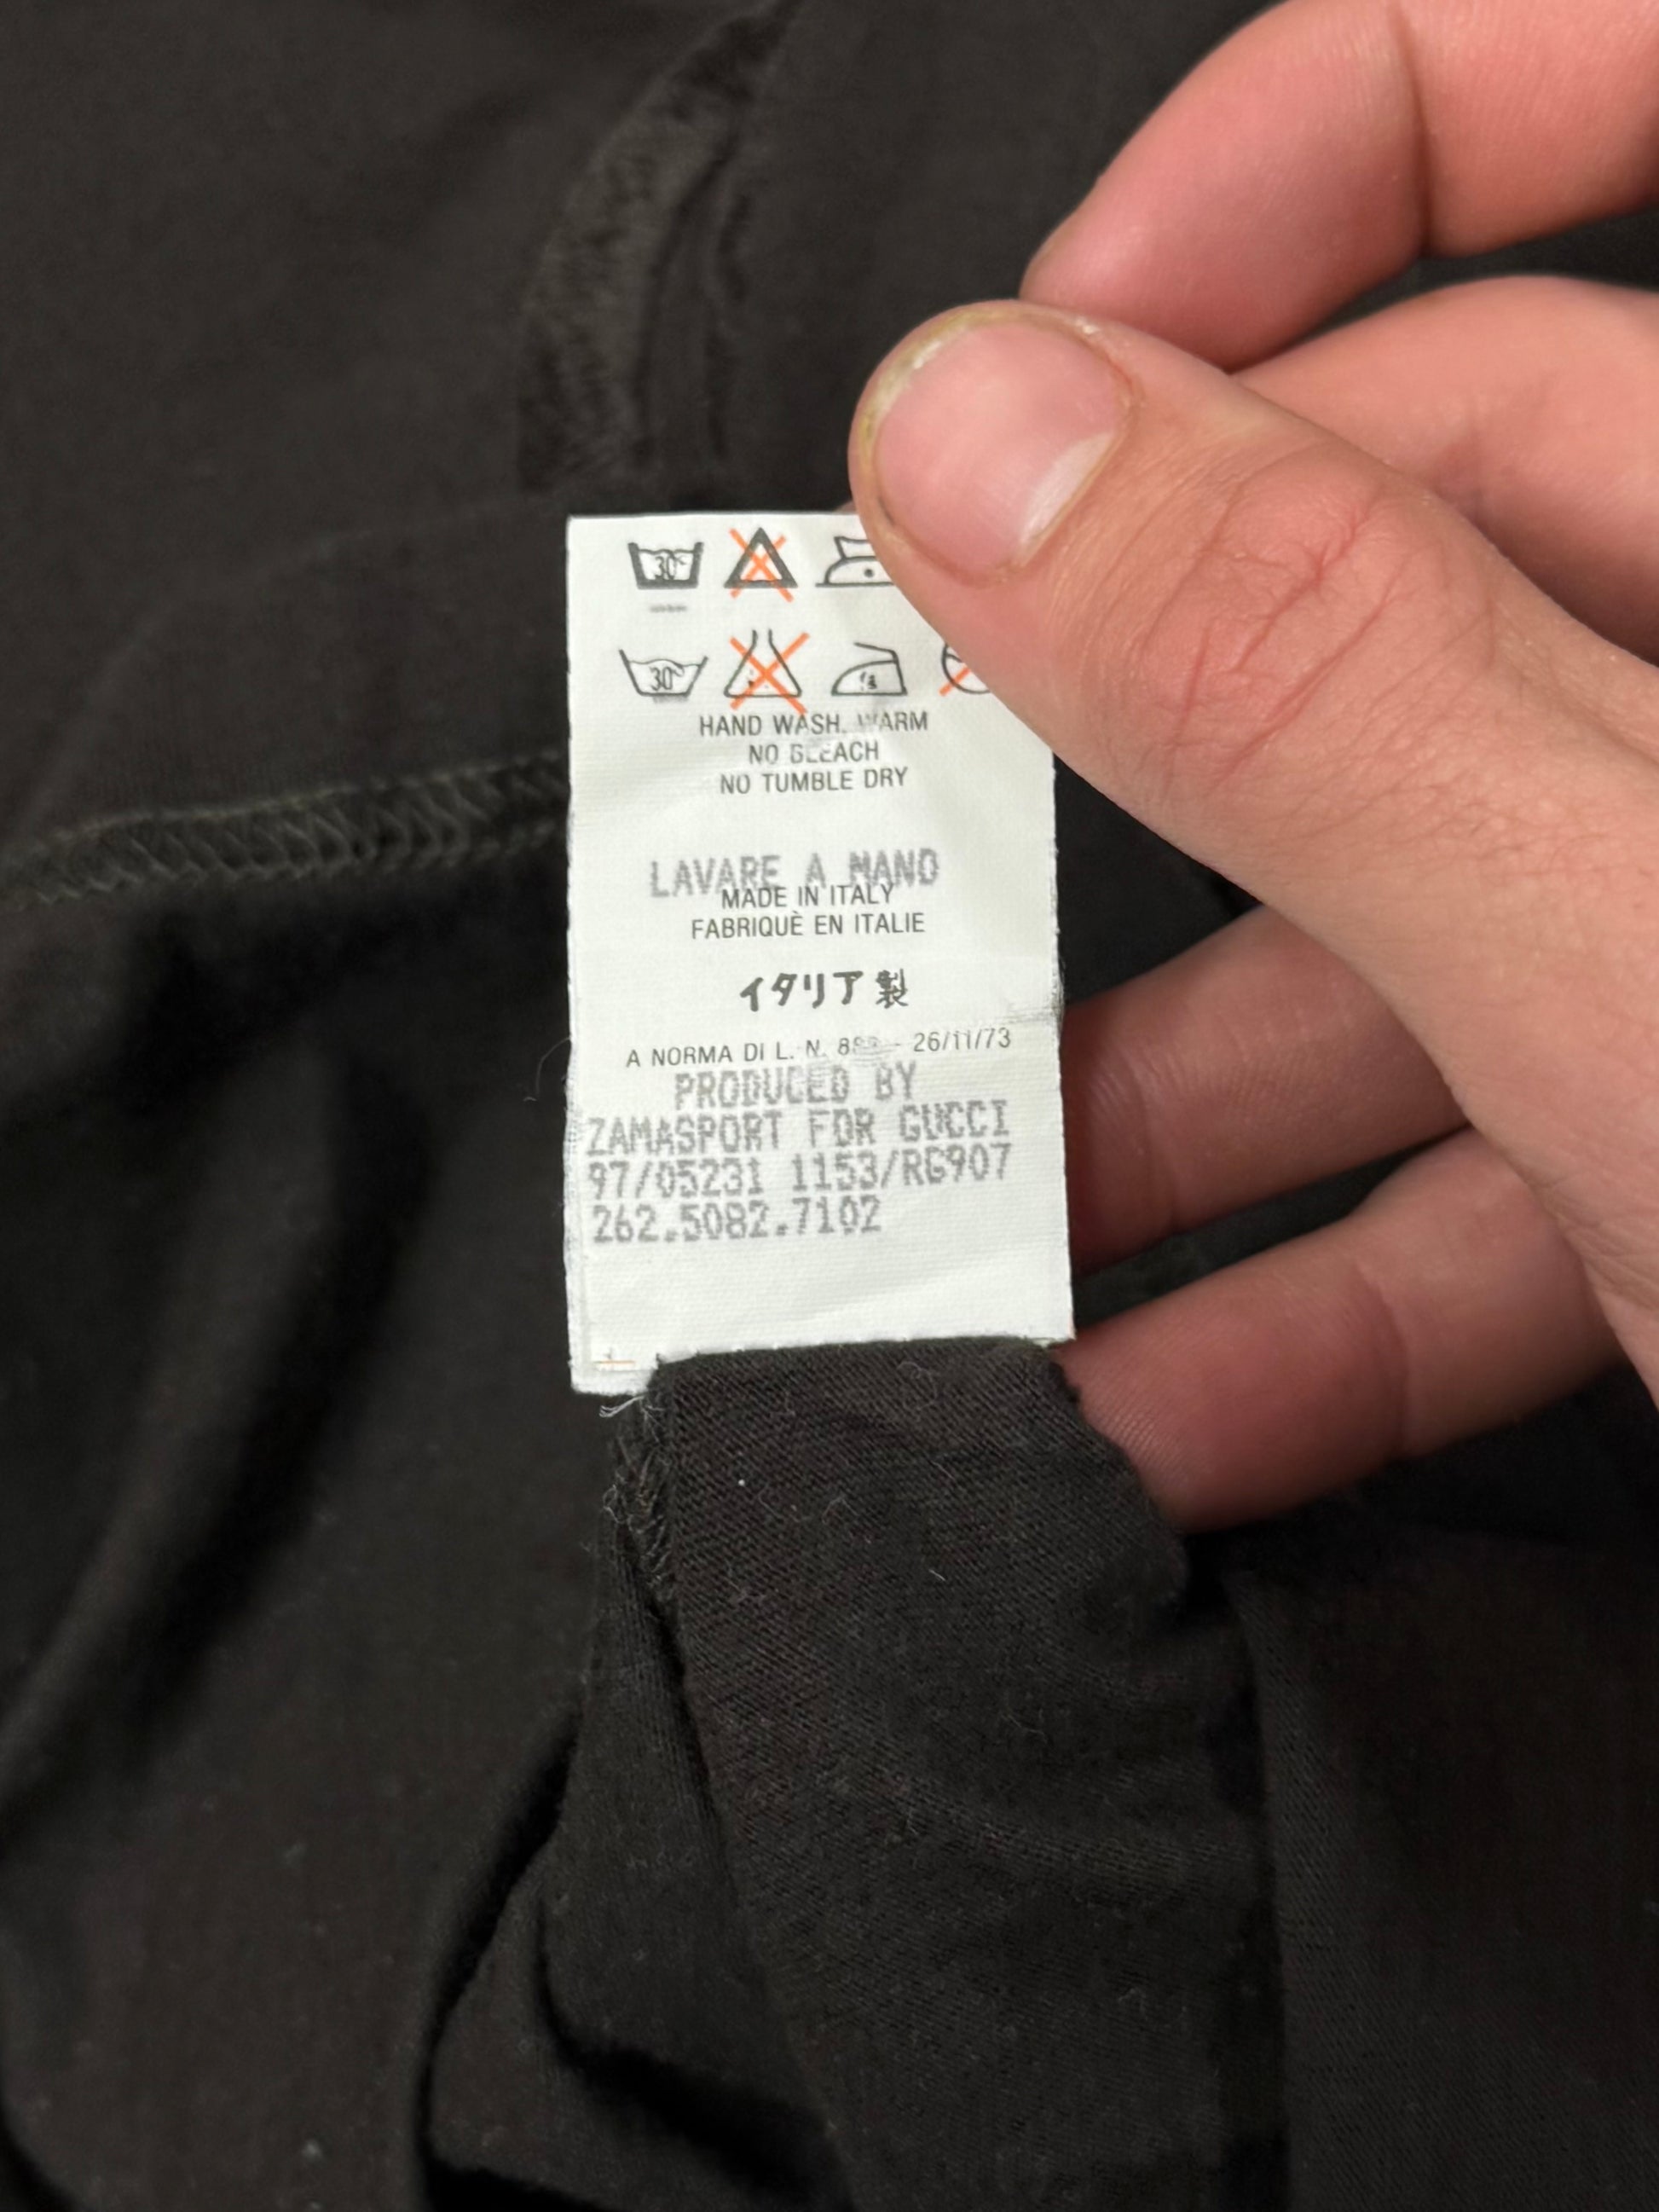 30°
30°
HAND WASH. WARM
NO BLEACH
NO TUMBLE DRY
LAVARE A MANO
MADE IN ITALY
FABRIQUÈ EN ITALIE
イタリア製
A NORMA DI L. N. - 26/11/73
PRODUCED BY
ZAMASPORT FOR GUCCI
97/05231 1153/RG907
262.5082.7102